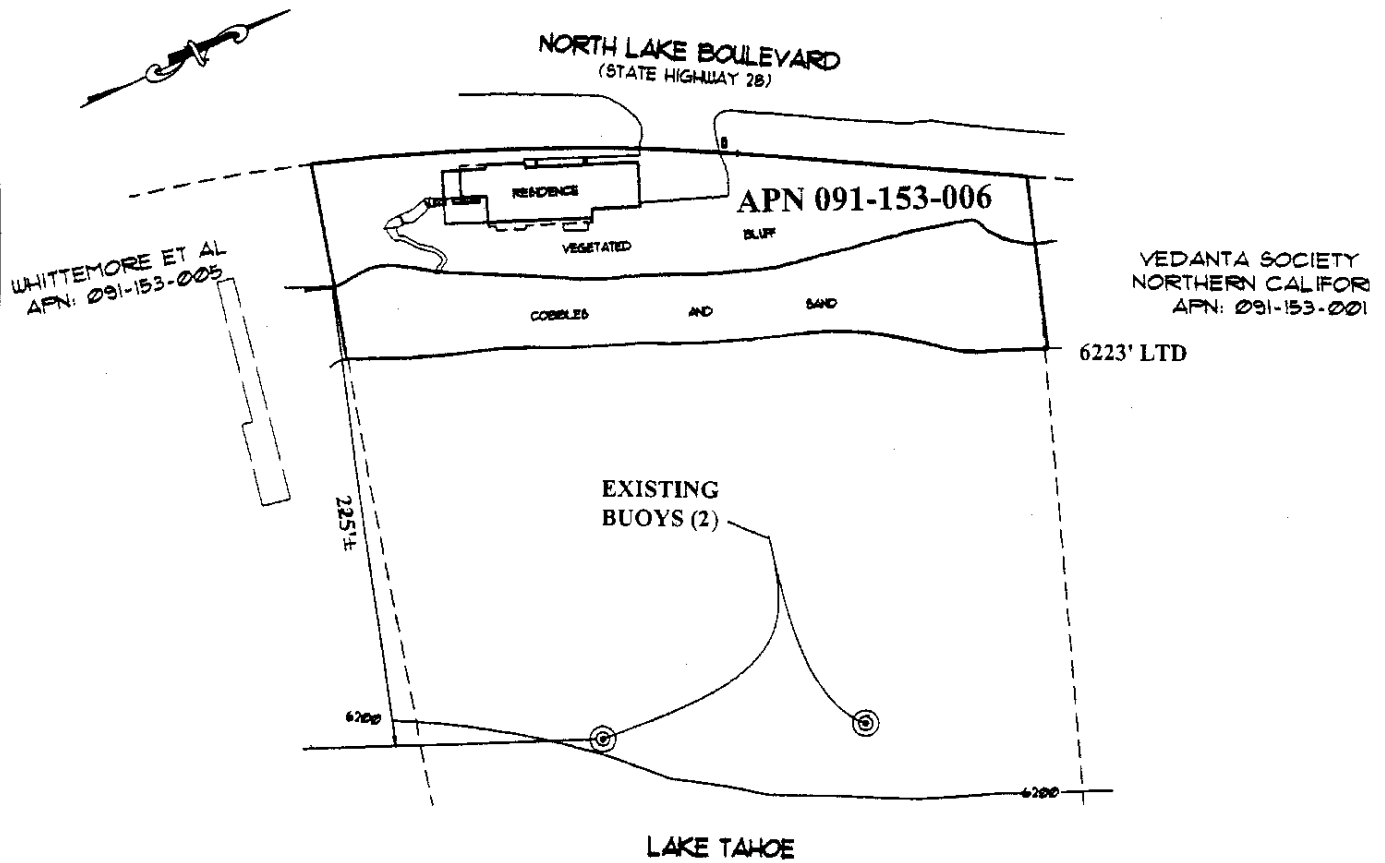 NORTH LAKE BOULEVARD
(STATE HIGHWAY 28)
RESIDENCE
APN 091-153-006
VEGETATED BLUFF
WHITTEMORE ET AL
APN: 091-153-005
VEDANTA SOCIETY
NORTHERN CALIFOR
APN: 091-153-001
COBBLES AND SAND
6223' LTD
225'±
EXISTING
BUOYS (2)
6200
6200
LAKE TAHOE